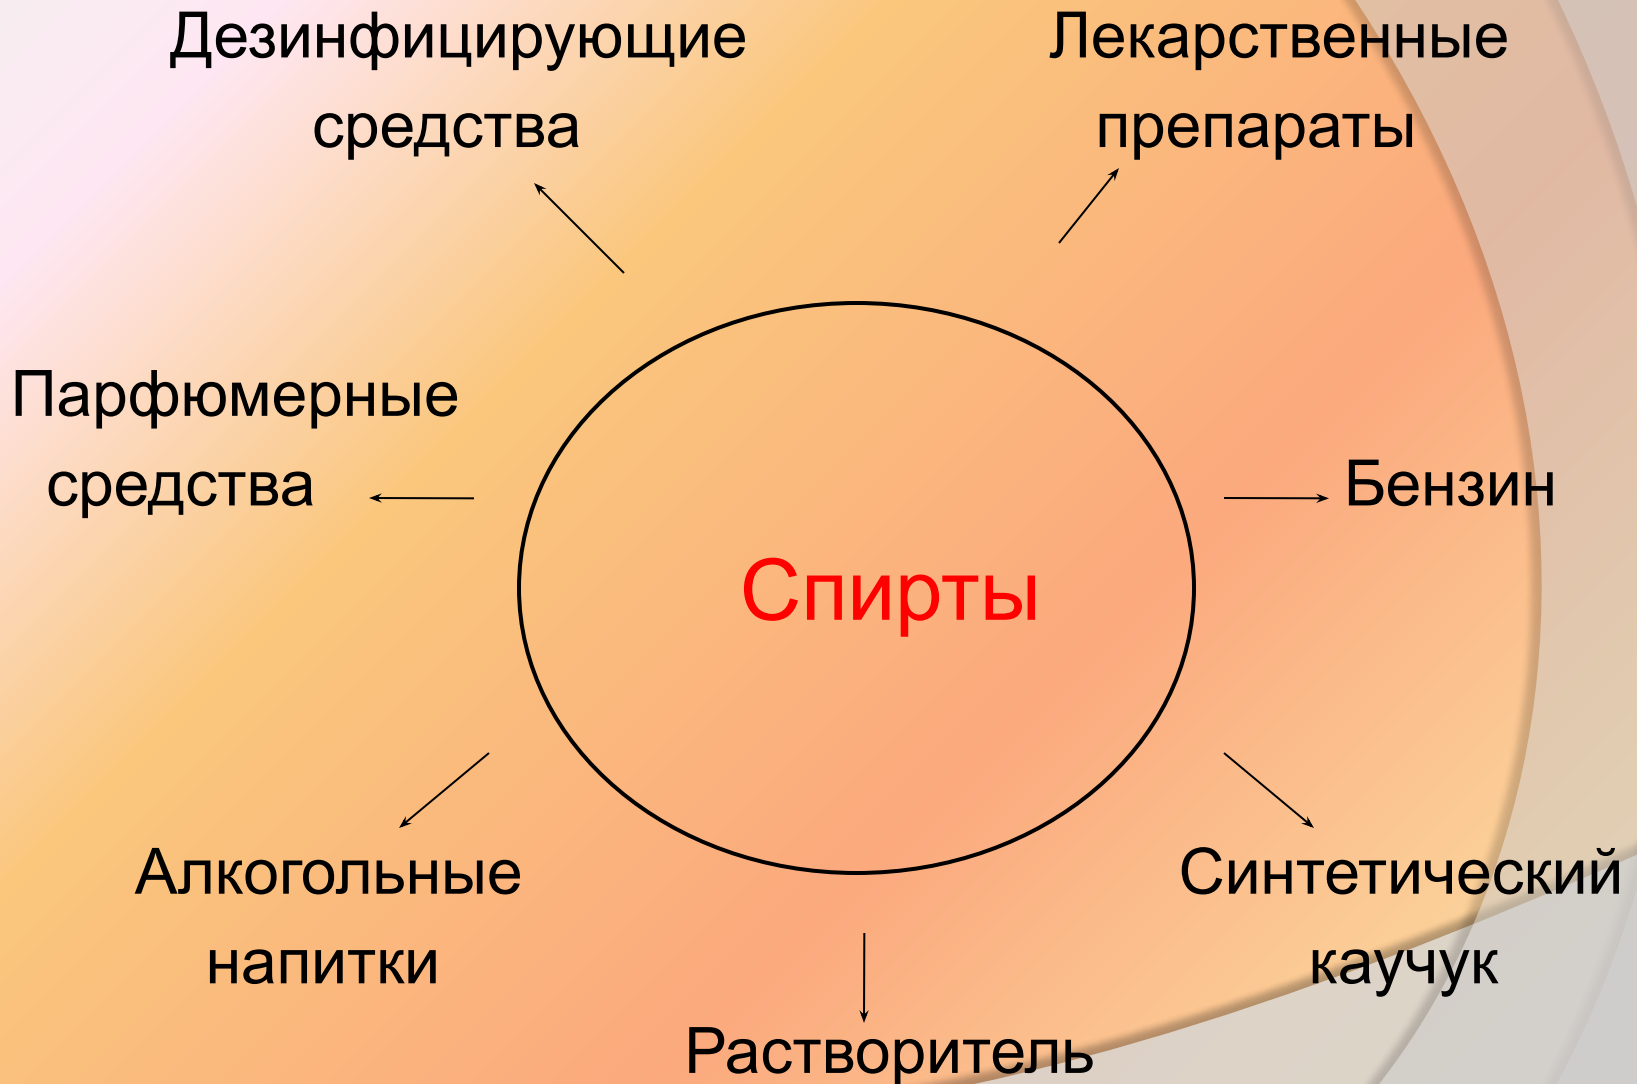 Дезинфицирующие
средства
Лекарственные
препараты
Парфюмерные
средства
Бензин
Спирты
Алкогольные
напитки
Синтетический
каучук
Растворитель